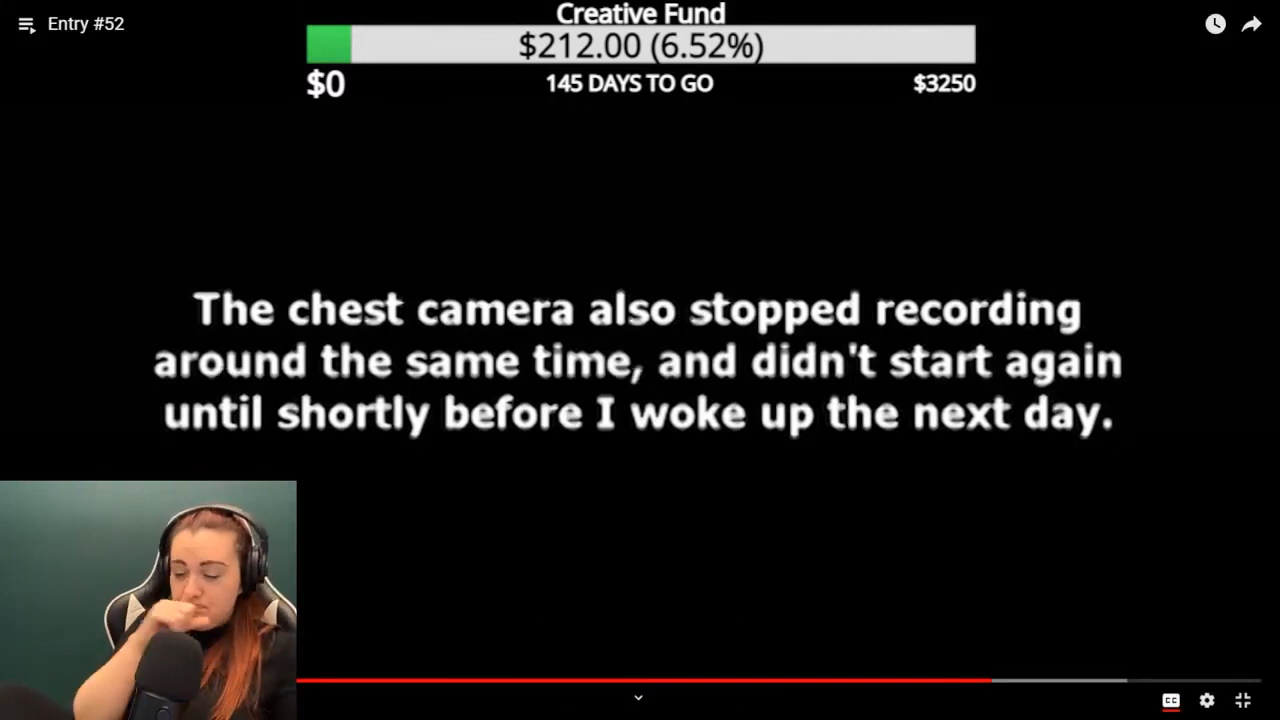 Entry #52
Creative Fund
$212.00 (6.52%)
$0
145 DAYS TO GO
$3250
The chest camera also stopped recording
around the same time, and didn't start again
until shortly before I woke up the next day.
CC